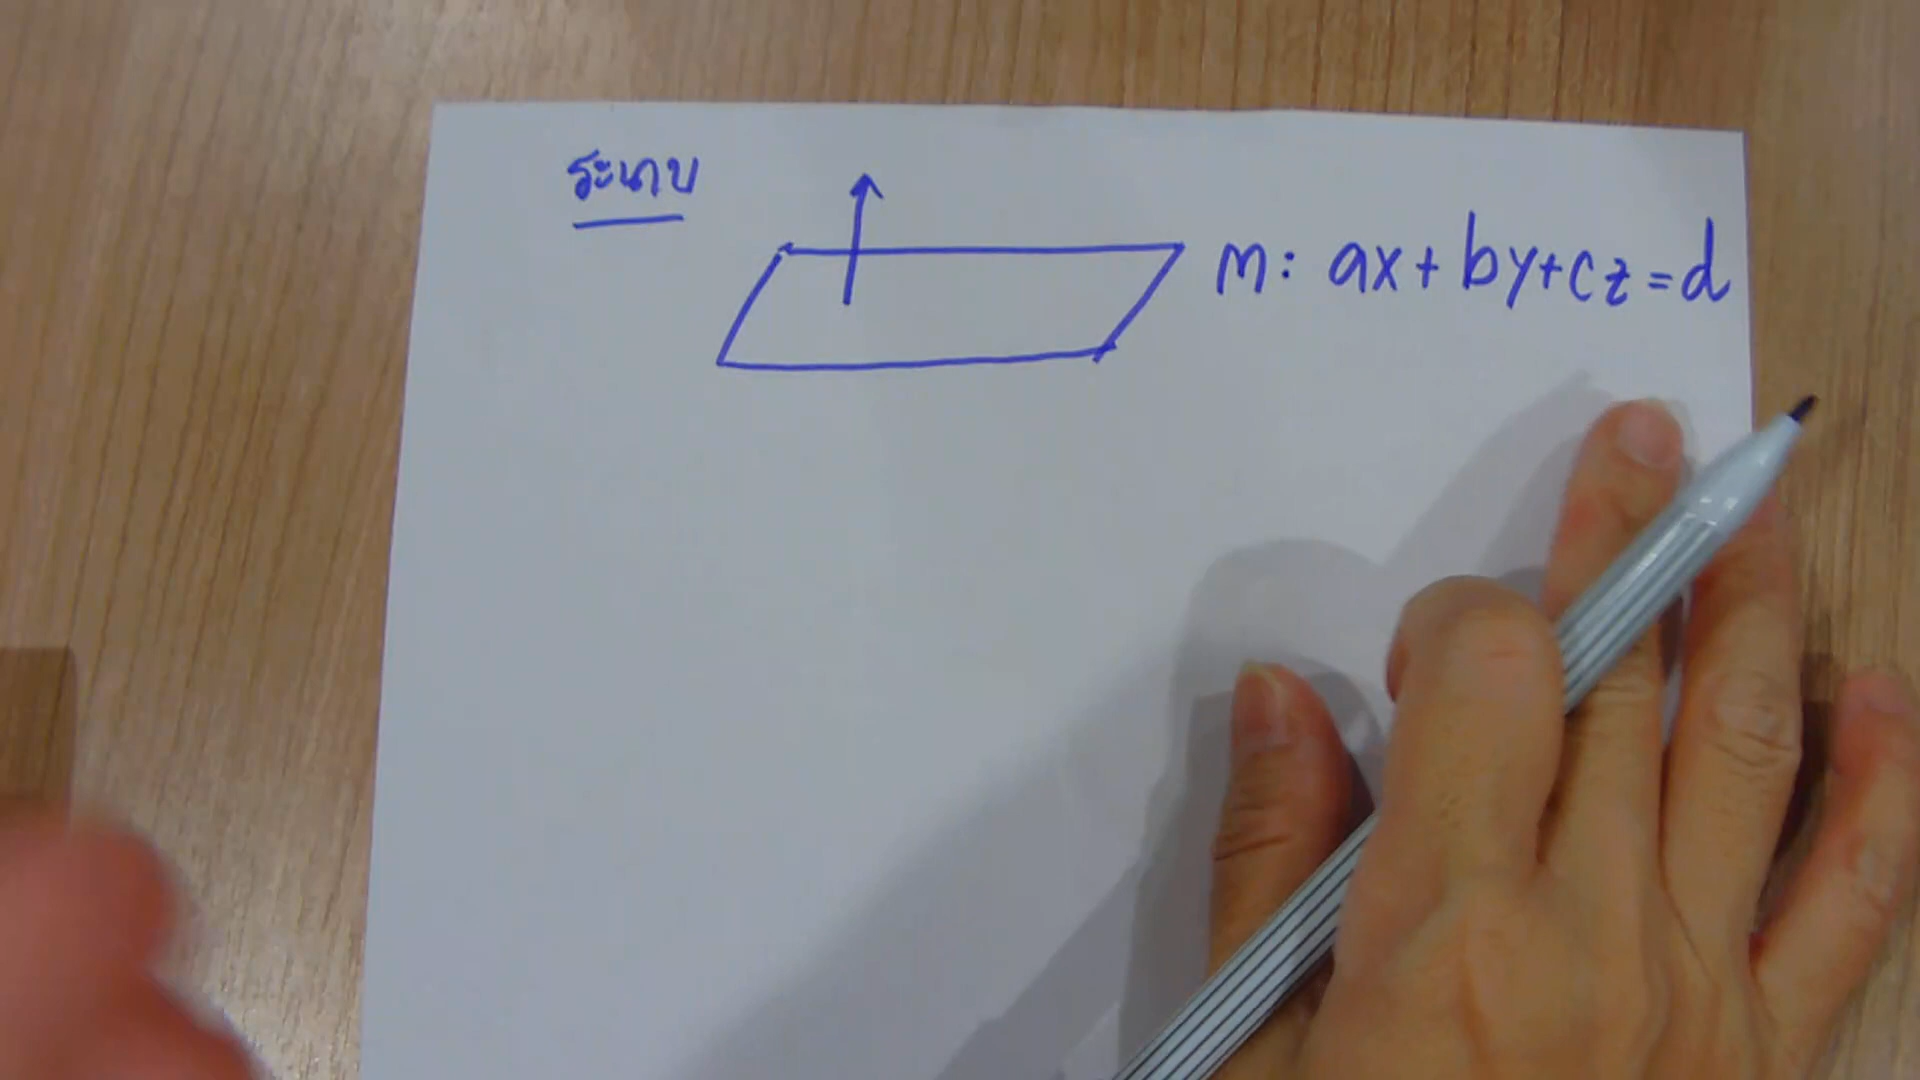 ระนาบ
M: ax + by + cz = d